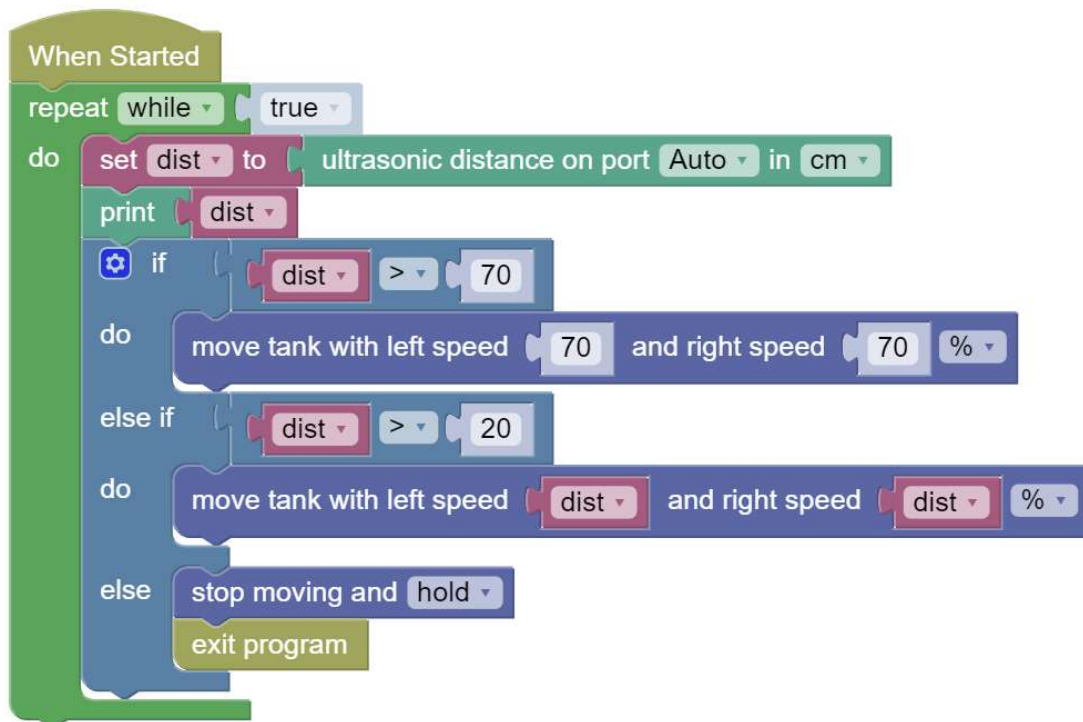 When Started
repeat while true
do set dist to ultrasonic distance on port Auto in cm
print dist
if dist > 70
do move tank with left speed 70 and right speed 70 %
else if dist > 20
do move tank with left speed dist and right speed dist %
else stop moving and hold
exit program